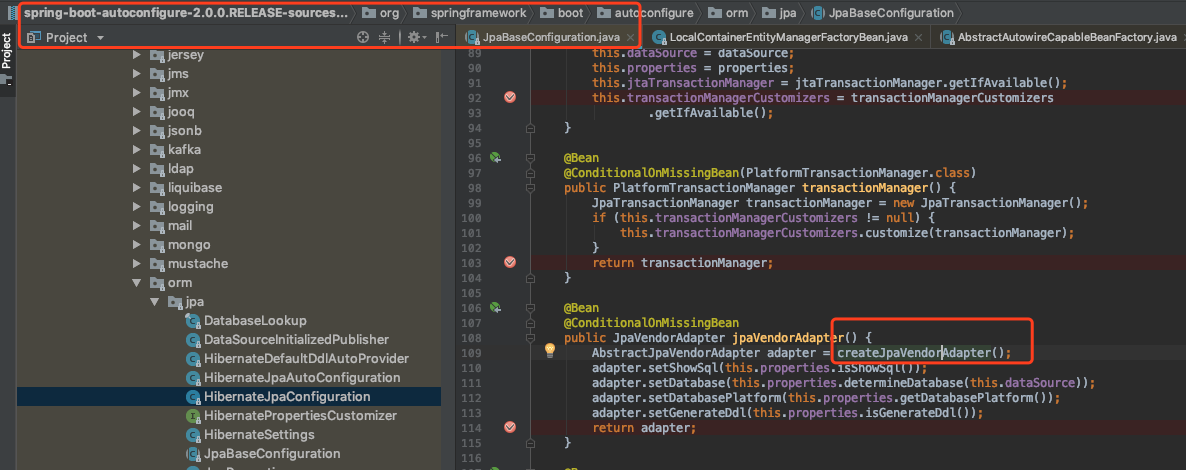 spring-boot-autoconfigure-2.0.0.RELEASE-sources... org springframework boot autoconfigure orm jpa JpaBaseConfiguration
Project
Project
JpaBaseConfiguration.java LocalContainerEntityManagerFactoryBean.java AbstractAutowireCapableBeanFactory.java
jersey
jms
jmx
jooq
jsonb
kafka
ldap
liquibase
logging
mail
mongo
mustache
orm
jpa
DatabaseLookup
DataSourceInitializedPublisher
HibernateDefaultDdlAutoProvider
HibernateJpaAutoConfiguration
HibernateJpaConfiguration
HibernatePropertiesCustomizer
HibernateSettings
JpaBaseConfiguration
89 this.dataSource = dataSource;
90 this.properties = properties;
91 this.jtaTransactionManager = jtaTransactionManager.getIfAvailable();
92 this.transactionManagerCustomizers = transactionManagerCustomizers
93 .getIfAvailable();
94 }
95
96 @Bean
97 @ConditionalOnMissingBean(PlatformTransactionManager.class)
98 public PlatformTransactionManager transactionManager() {
99 JpaTransactionManager transactionManager = new JpaTransactionManager();
100 if (this.transactionManagerCustomizers != null) {
101 this.transactionManagerCustomizers.customize(transactionManager);
102 }
103 return transactionManager;
104 }
105
106 @Bean
107 @ConditionalOnMissingBean
108 public JpaVendorAdapter jpaVendorAdapter() {
109 AbstractJpaVendorAdapter adapter = createJpaVendorAdapter();
110 adapter.setShowSql(this.properties.isShowSql());
111 adapter.setDatabase(this.properties.determineDatabase(this.dataSource));
112 adapter.setDatabasePlatform(this.properties.getDatabasePlatform());
113 adapter.setGenerateDdl(this.properties.isGenerateDdl());
114 return adapter;
115 }
116